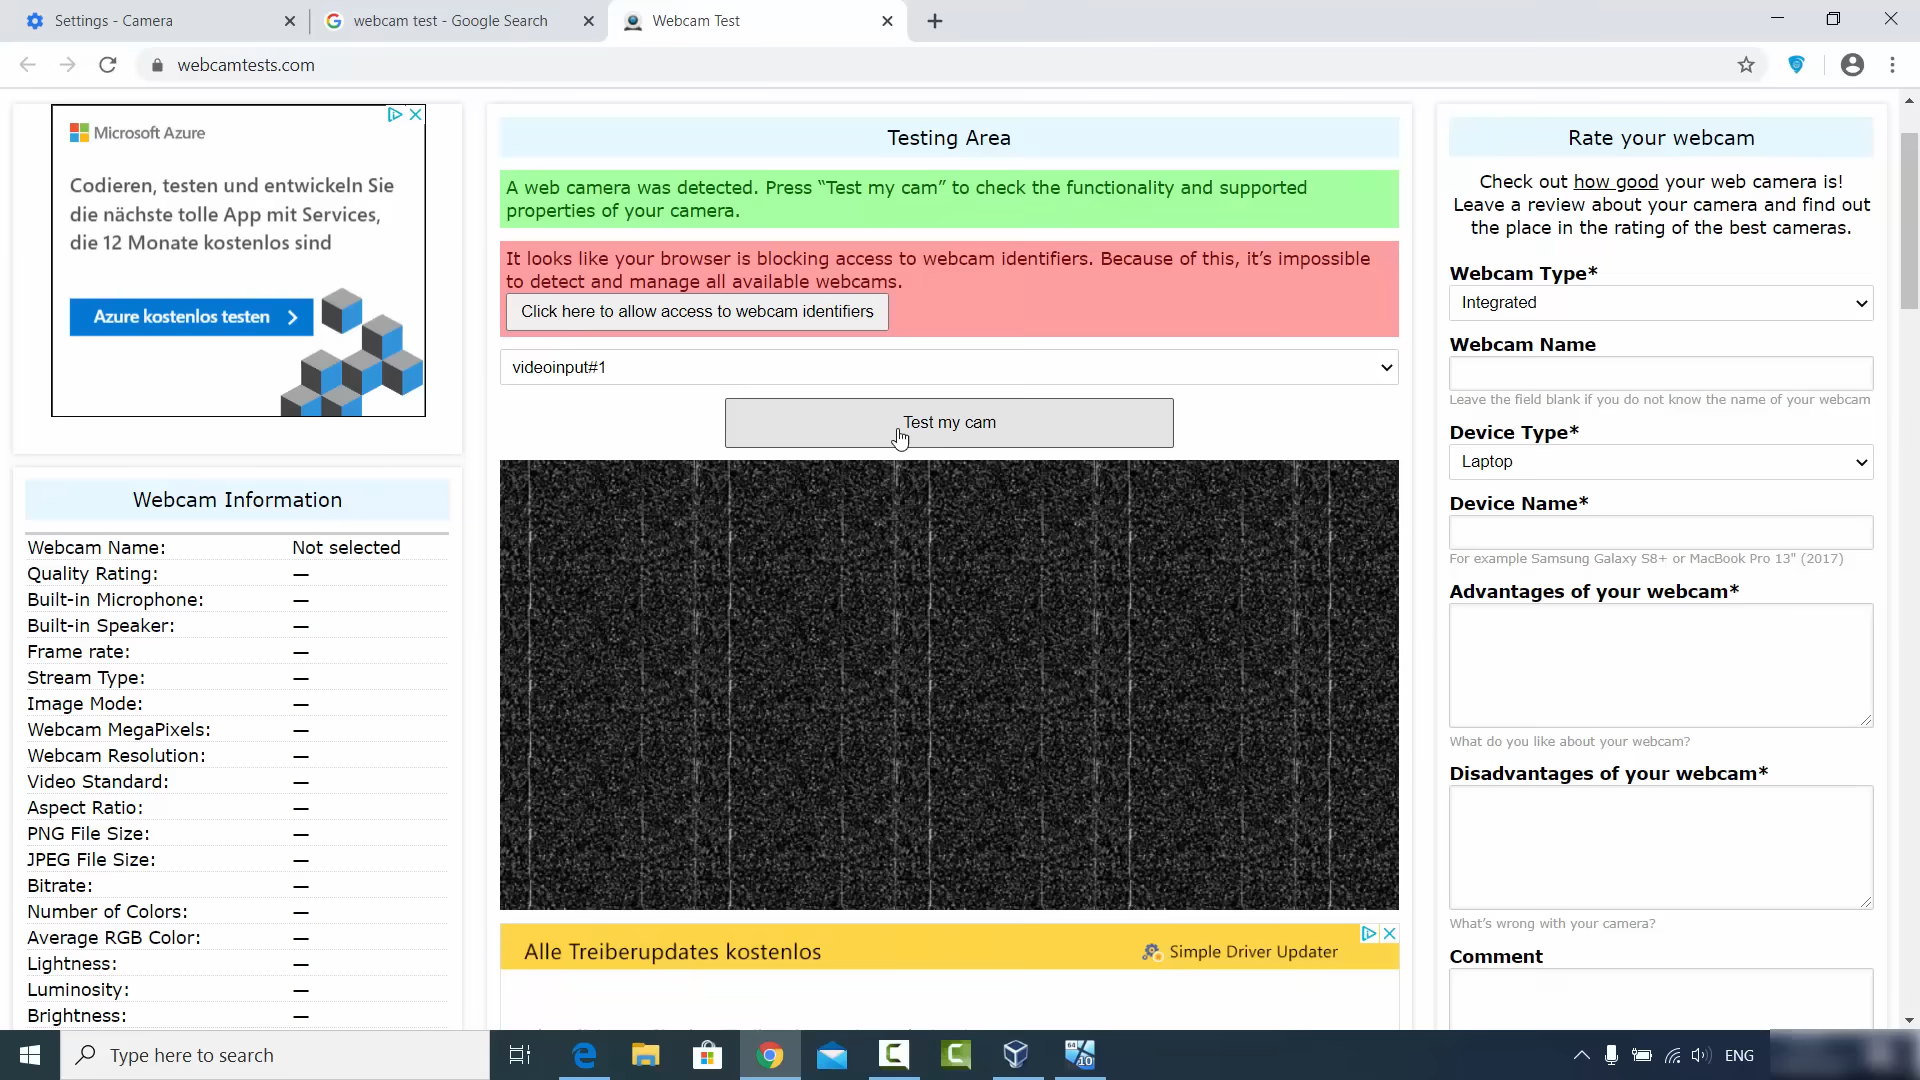 Settings - Camera
webcam test - Google Search
Webcam Test
webcamtests.com
Microsoft Azure
Codieren, testen und entwickeln Sie
die nächste tolle App mit Services,
die 12 Monate kostenlos sind
Azure kostenlos testen
Webcam Information
Webcam Name: Not selected
Quality Rating: —
Built-in Microphone: —
Built-in Speaker: —
Frame rate: —
Stream Type: —
Image Mode: —
Webcam MegaPixels: —
Webcam Resolution: —
Video Standard: —
Aspect Ratio: —
PNG File Size: —
JPEG File Size: —
Bitrate: —
Number of Colors: —
Average RGB Color: —
Lightness: —
Luminosity: —
Brightness: —
Testing Area
A web camera was detected. Press “Test my cam” to check the functionality and supported
properties of your camera.
It looks like your browser is blocking access to webcam identifiers. Because of this, it’s impossible
to detect and manage all available webcams.
Click here to allow access to webcam identifiers
videoinput#1
Test my cam
Alle Treiberupdates kostenlos
Simple Driver Updater
Rate your webcam
Check out how good your web camera is!
Leave a review about your camera and find out
the place in the rating of the best cameras.
Webcam Type*
Integrated
Webcam Name
Leave the field blank if you do not know the name of your webcam
Device Type*
Laptop
Device Name*
For example Samsung Galaxy S8+ or MacBook Pro 13" (2017)
Advantages of your webcam*
What do you like about your webcam?
Disadvantages of your webcam*
What’s wrong with your camera?
Comment
Type here to search
64
10
ENG